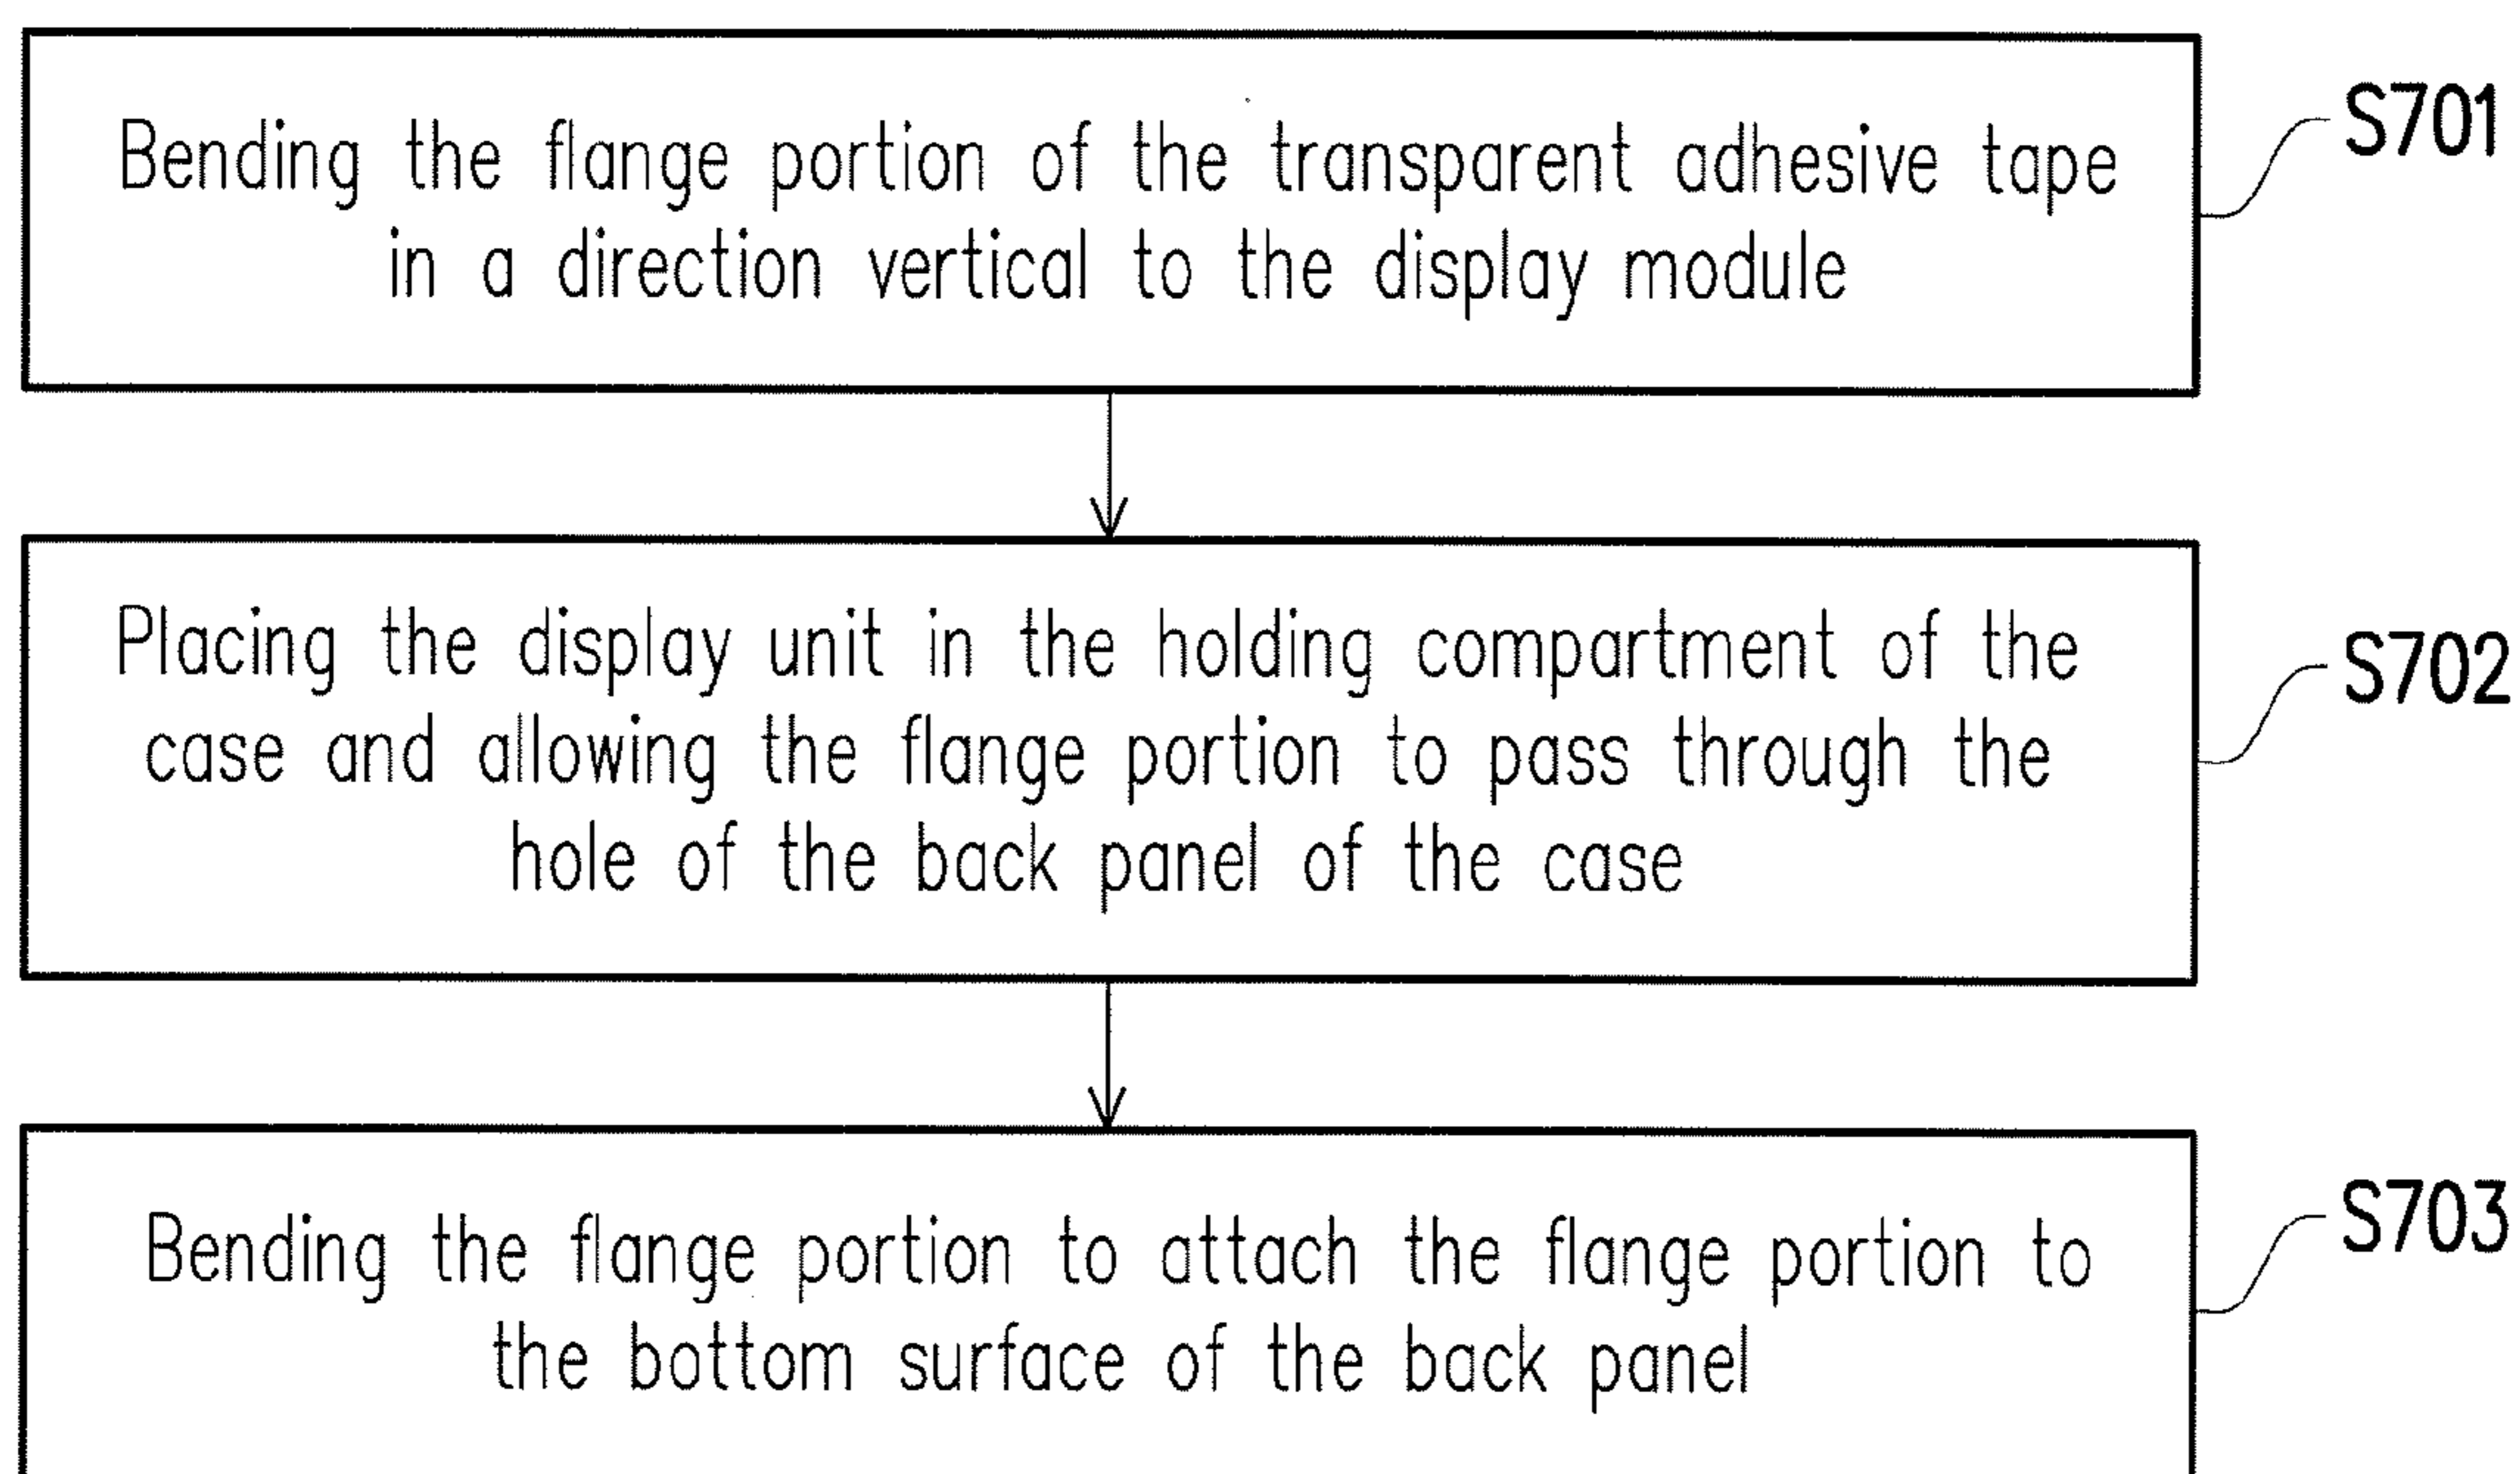 Bending the flange portion of the transparent adhesive tape
in a direction vertical to the display module
S701
Placing the display unit in the holding compartment of the
case and allowing the flange portion to pass through the
hole of the back panel of the case
S702
Bending the flange portion to attach the flange portion to
the bottom surface of the back panel
S703